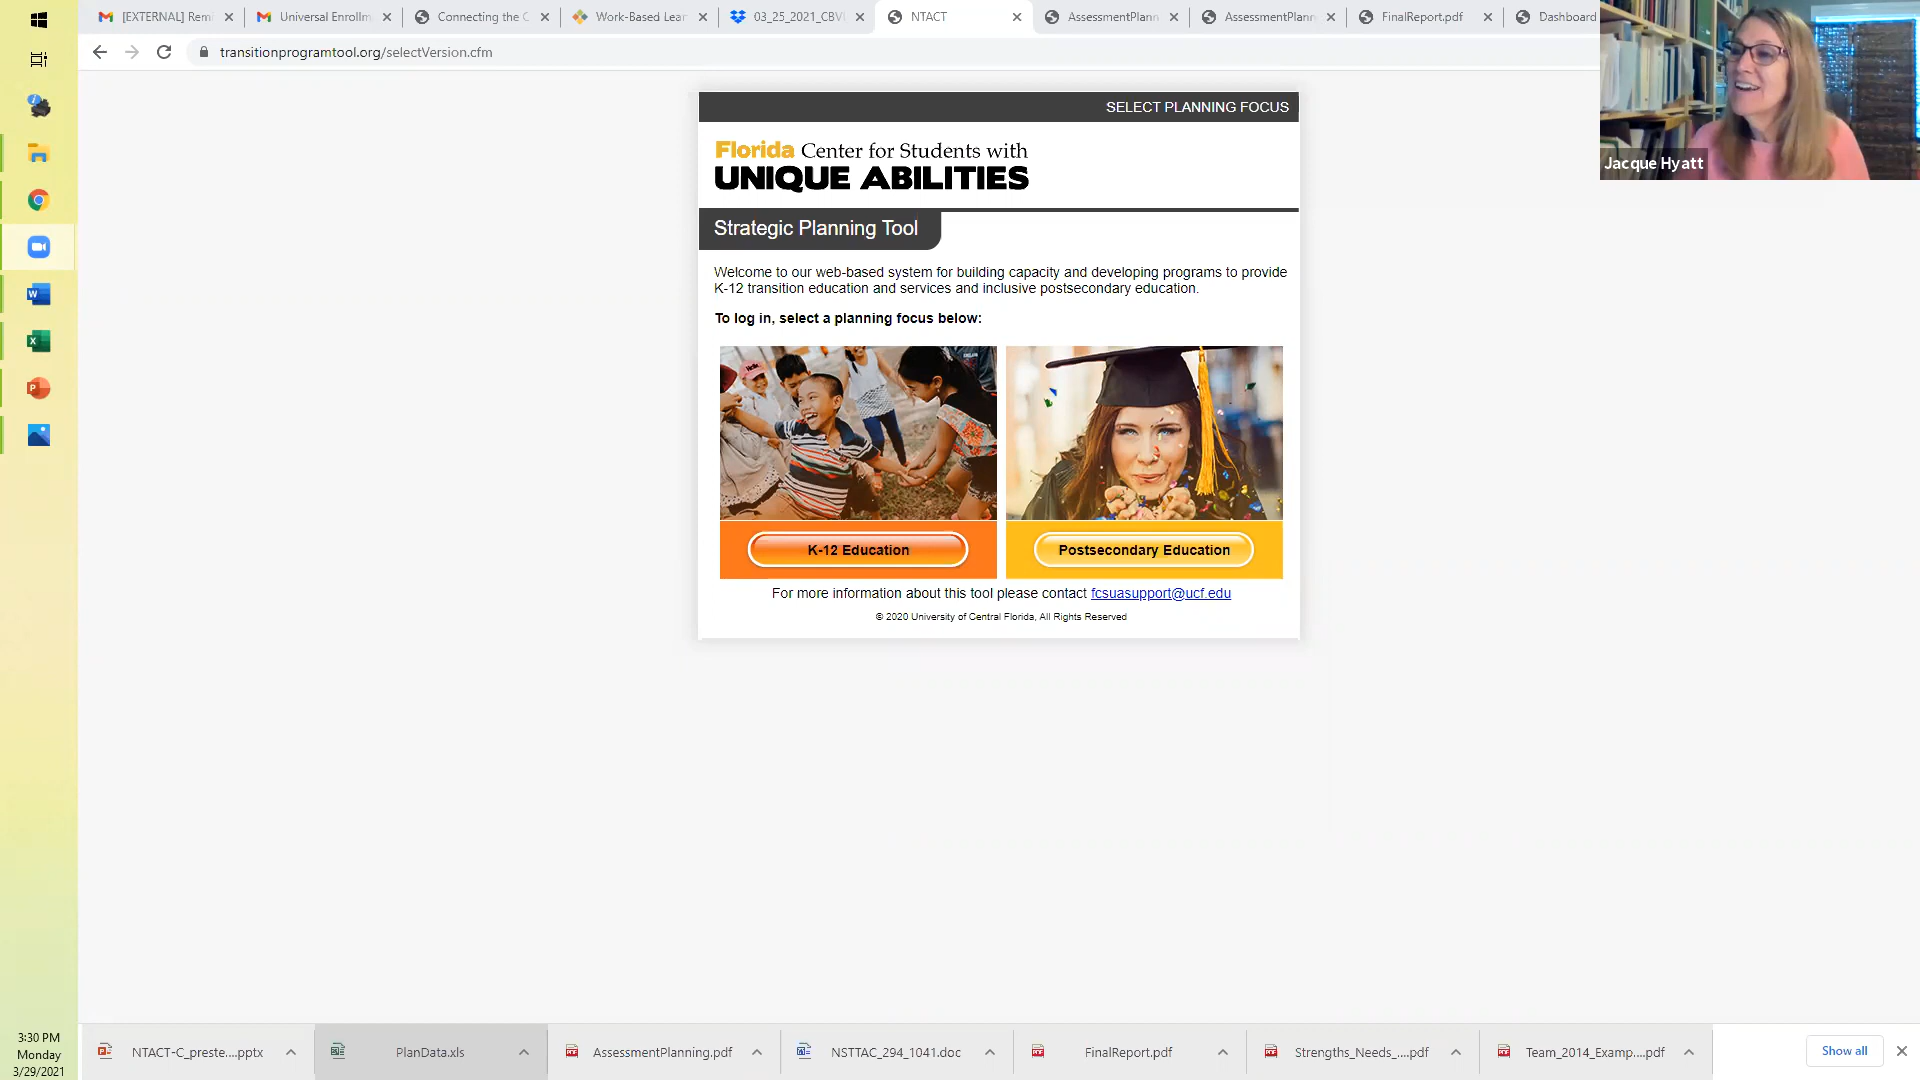 [EXTERNAL] Remi
Universal Enrollm
Connecting the C
Work-Based Lear
03_25_2021_CBVI
NTACT
AssessmentPlann
AssessmentPlann
FinalReport.pdf
Dashboard
transitionprogramtool.org/selectVersion.cfm
Jacque Hyatt
SELECT PLANNING FOCUS
Florida Center for Students with
UNIQUE ABILITIES
Strategic Planning Tool
Welcome to our web-based system for building capacity and developing programs to provide
K-12 transition education and services and inclusive postsecondary education.
To log in, select a planning focus below:
K-12 Education
Postsecondary Education
For more information about this tool please contact fcsuasupport@ucf.edu
© 2020 University of Central Florida, All Rights Reserved
3:30 PM
Monday
3/29/2021
NTACT-C_preste....pptx
PlanData.xls
AssessmentPlanning.pdf
NSTTAC_294_1041.doc
FinalReport.pdf
Strengths_Needs_....pdf
Team_2014_Examp....pdf
Show all